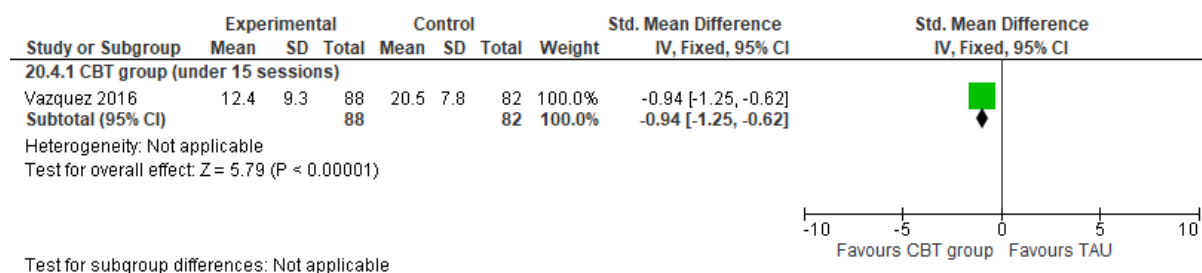 Experimental Control Std. Mean Difference Std. Mean Difference
Study or Subgroup Mean SD Total Mean SD Total Weight IV, Fixed, 95% CI IV, Fixed, 95% CI
20.4.1 CBT group (under 15 sessions)
Vazquez 2016 12.4 9.3 88 20.5 7.8 82 100.0% -0.94 [-1.25, -0.62]
Subtotal (95% CI) 88 82 100.0% -0.94 [-1.25, -0.62]
Heterogeneity: Not applicable
Test for overall effect: Z = 5.79 (P < 0.00001)
-10 -5 0 5 10
Favours CBT group Favours TAU
Test for subgroup differences: Not applicable